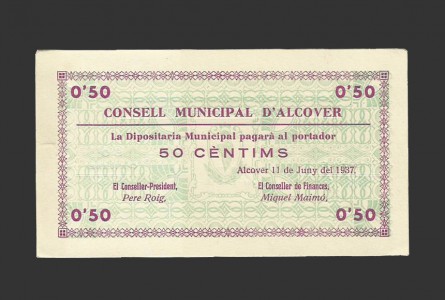 0'50 0'50
CONSELL MUNICIPAL D'ALCOVER
La Dipositaria Municipal pagarà al portador
50 CÈNTIMS
Alcover 11 de Juny del 1937.
El Conseller-President, El Conseller de Finances,
Pere Roig, Miquel Maimó,
0'50 0'50